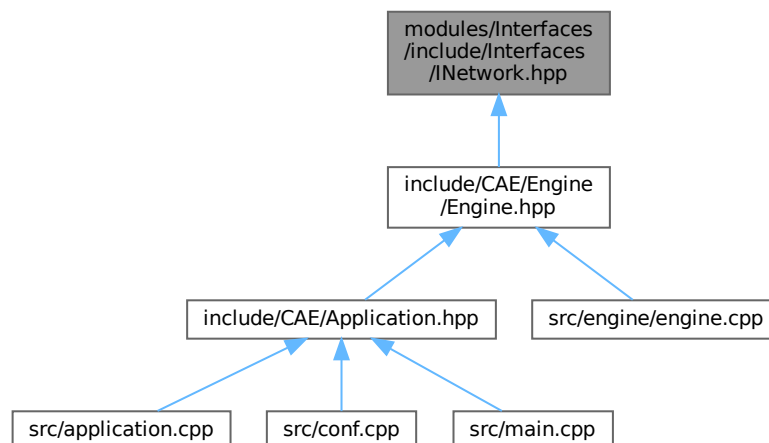 modules/Interfaces
/include/Interfaces
/INetwork.hpp
include/CAE/Engine
/Engine.hpp
include/CAE/Application.hpp
src/engine/engine.cpp
src/application.cpp
src/conf.cpp
src/main.cpp